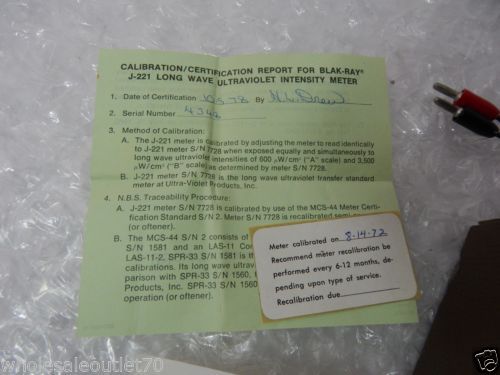 CALIBRATION/CERTIFICATION REPORT FOR BLAK-RAY®
J-221 LONG WAVE ULTRAVIOLET INTENSITY METER
1. Date of Certification 10-5-78 By
2. Serial Number
3. Method of Calibration:
A. The J-221 meter is calibrated by adjusting the meter to read identically
to J-221 meter S/N 7728 when exposed equally and simultaneously to
long wave ultraviolet intensities of 600 µW/cm² ("A" scale) and 3,500
µW/cm² ("B" scale) as determined by meter S/N 7728.
B. J-221 meter S/N 7728 is the long wave ultraviolet transfer standard
meter at Ultra-Violet Products, Inc.
4. N.B.S. Traceability Procedure:
A. J-221 meter S/N 7728 is calibrated by use of the MCS-44 Meter Certi-
fication Standard S/N 2. Meter S/N 7728 is recalibrated
(or oftener).
B. The MCS-44 S/N 2 consists of
S/N 1581 and an LAS-11
LAS-11-2. SPR-33 S/N 1581 is
calibrations. Its long wave
parison with SPR-33 S/N 1560,
Products, Inc. SPR-33 S/N 1560
operation (or oftener).
Meter calibrated on 8-14-72
Recommend meter recalibration be
performed every 6-12 months, de-
pending upon type of service.
Recalibration due
wholesaleoutlet70